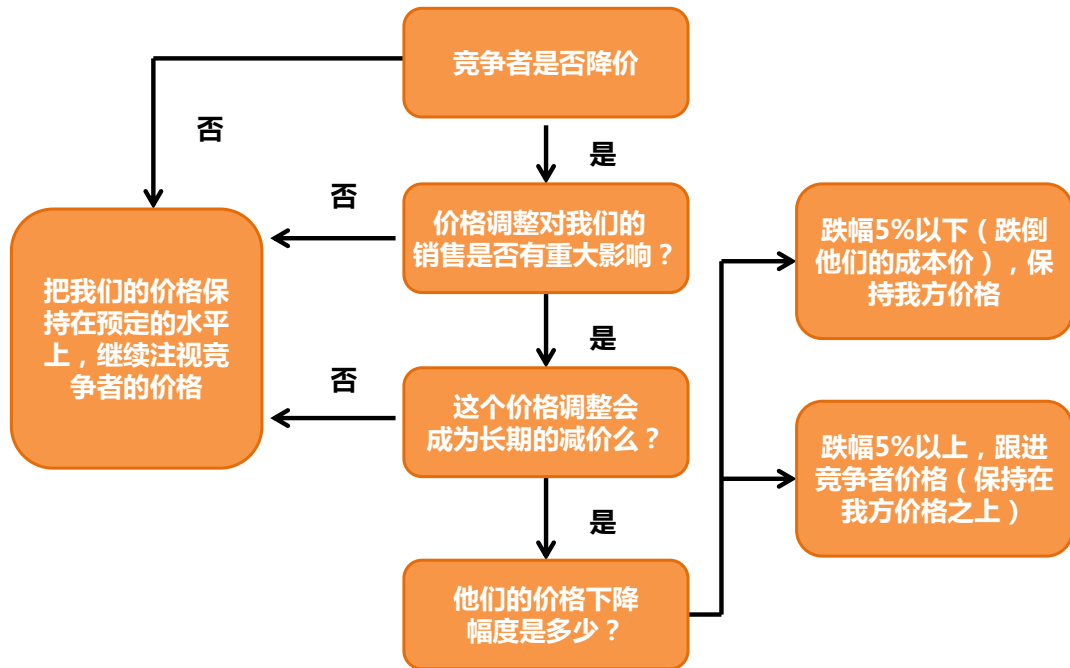 竞争者是否降价
否
是
否
价格调整对我们的
销售是否有重大影响？
跌幅5%以下（跌倒
他们的成本价），保
持我方价格
把我们的价格保
持在预定的水平
上，继续注视竞
争者的价格
是
否
这个价格调整会
成为长期的减价么？
跌幅5%以上，跟进
竞争者价格（保持在
我方价格之上）
是
他们的价格下降
幅度是多少？